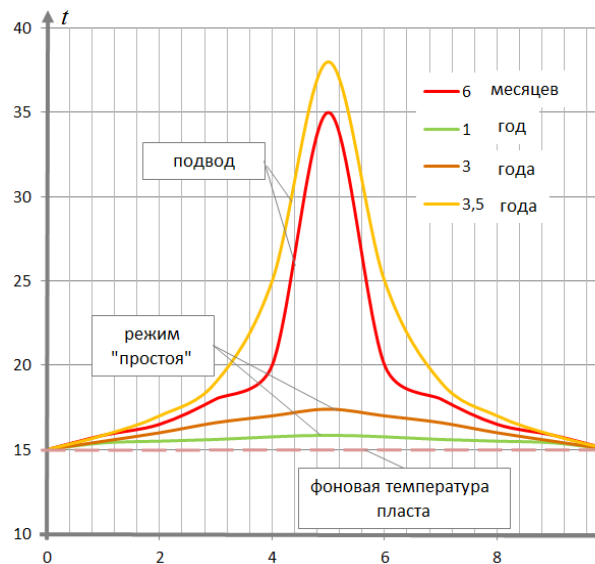 40
t
35
30
25
20
15
10
0
2
4
6
8
6 месяцев
1 год
3 года
3,5 года
подвод
режим
"простоя"
фоновая температура
пласта